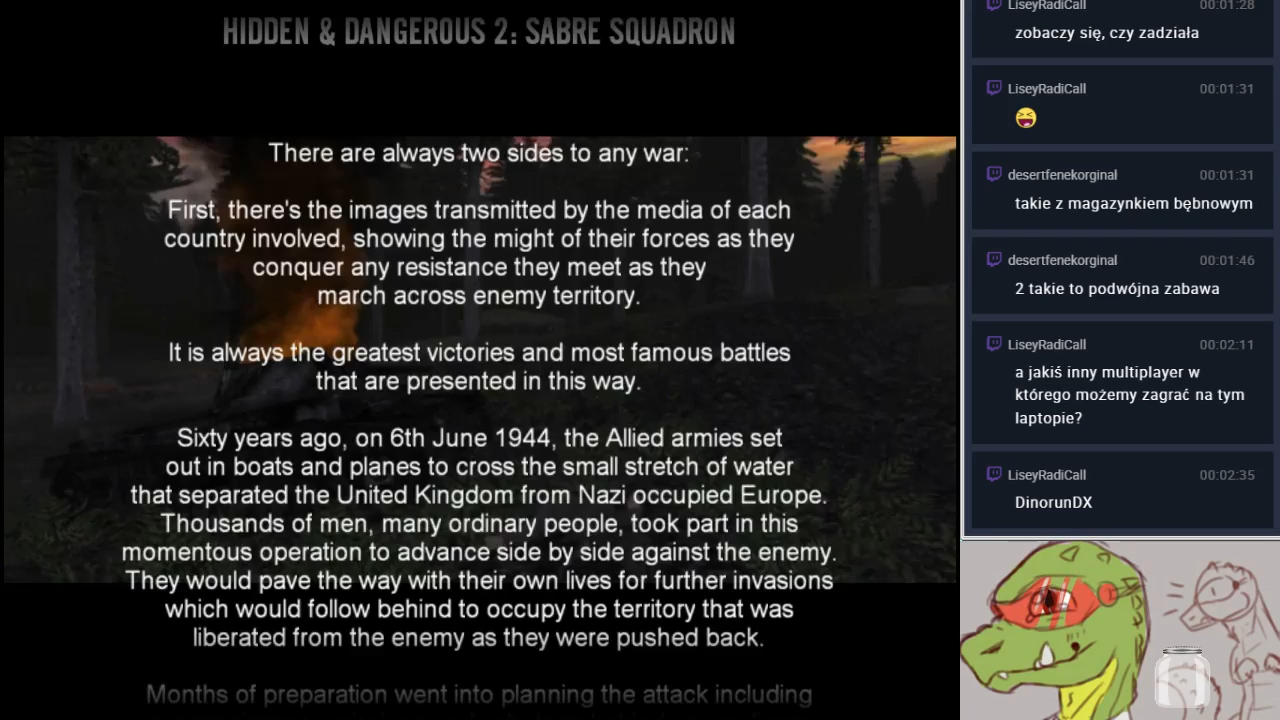 HIDDEN & DANGEROUS 2: SABRE SQUADRON
There are always two sides to any war:
First, there's the images transmitted by the media of each
country involved, showing the might of their forces as they
conquer any resistance they meet as they
march across enemy territory.
It is always the greatest victories and most famous battles
that are presented in this way.
Sixty years ago, on 6th June 1944, the Allied armies set
out in boats and planes to cross the small stretch of water
that separated the United Kingdom from Nazi occupied Europe.
Thousands of men, many ordinary people, took part in this
momentous operation to advance side by side against the enemy.
They would pave the way with their own lives for further invasions
which would follow behind to occupy the territory that was
liberated from the enemy as they were pushed back.
Months of preparation went into planning the attack including
LiseyRadiCall 00:01:28
zobaczy się, czy zadziała
LiseyRadiCall 00:01:31
desertfenekorginal 00:01:31
takie z magazynkiem bębnowym
desertfenekorginal 00:01:46
2 takie to podwójna zabawa
LiseyRadiCall 00:02:11
a jakiś inny multiplayer w
którego możemy zagrać na tym
laptopie?
LiseyRadiCall 00:02:35
DinorunDX